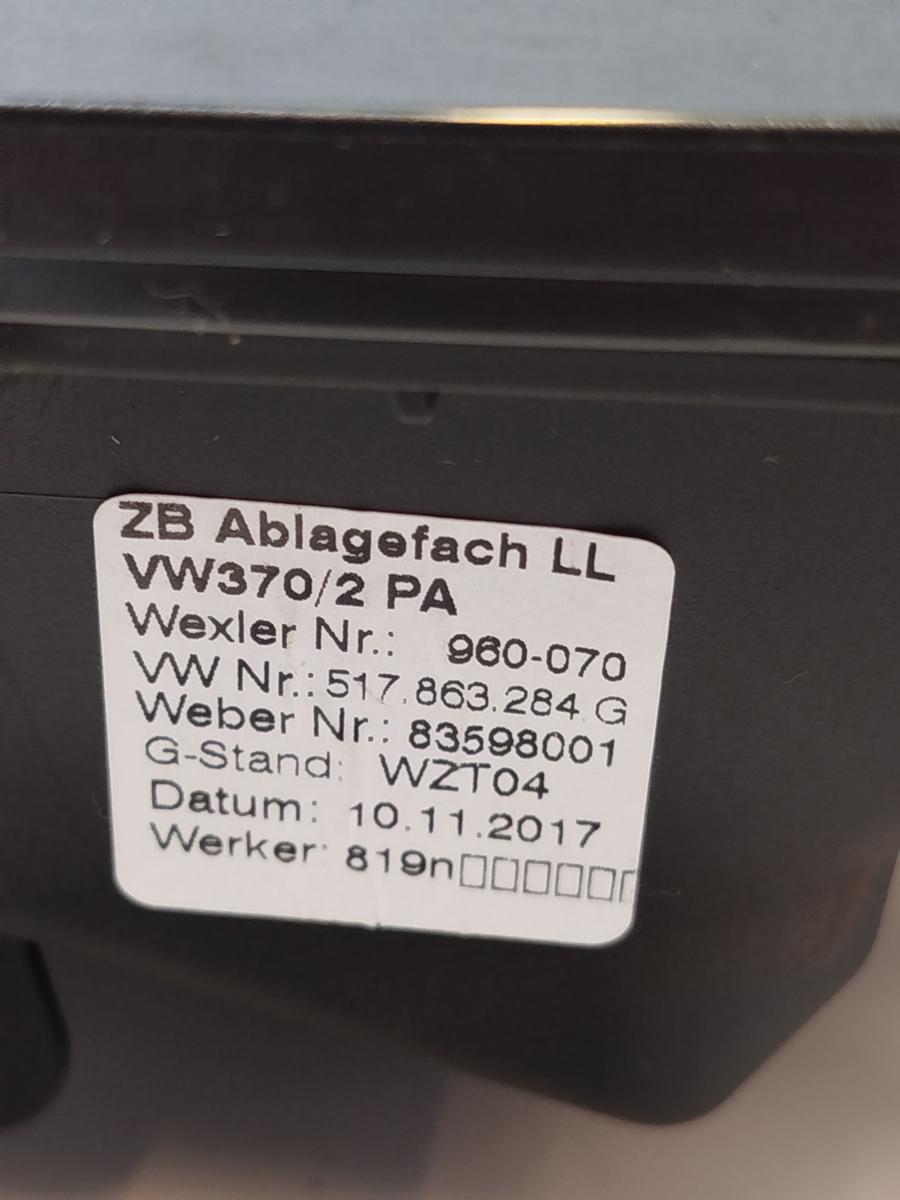 ZB Ablagefach LL
VW370/2 PA
Wexler Nr.: 960-070
VW Nr.: 517.863.284 G
Weber Nr.: 83598001
G-Stand: WZT04
Datum: 10.11.2017
Werker: 819n□□□□□□